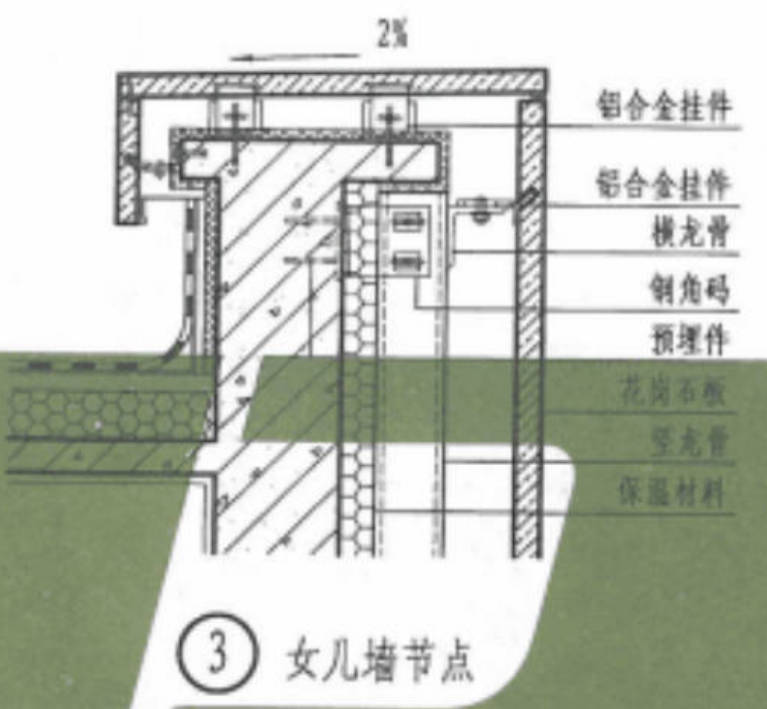 2%
铝合金挂件
铝合金挂件
横龙骨
钢角码
预埋件
花岗石板
竖龙骨
保温材料
3 女儿墙节点